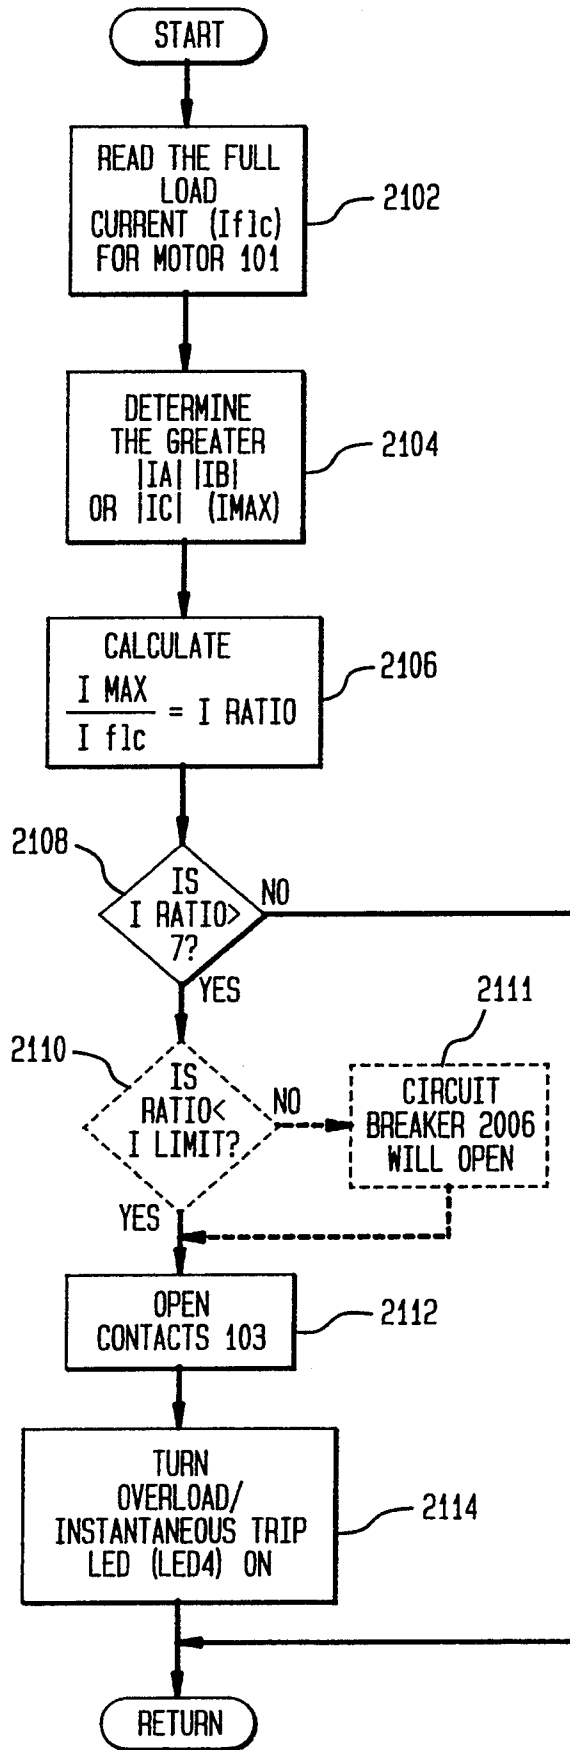 START
READ THE FULL
LOAD
CURRENT (Iflc)
FOR MOTOR 101
2102
DETERMINE
THE GREATER
|IA| |IB|
OR |IC| (IMAX)
2104
CALCULATE
I MAX
I flc
= I RATIO
2106
2108
IS
I RATIO>
7?
NO
YES
2110
IS
RATIO<
I LIMIT?
NO
YES
2111
CIRCUIT
BREAKER 2006
WILL OPEN
OPEN
CONTACTS 103
2112
TURN
OVERLOAD/
INSTANTANEOUS TRIP
LED (LED4) ON
2114
RETURN